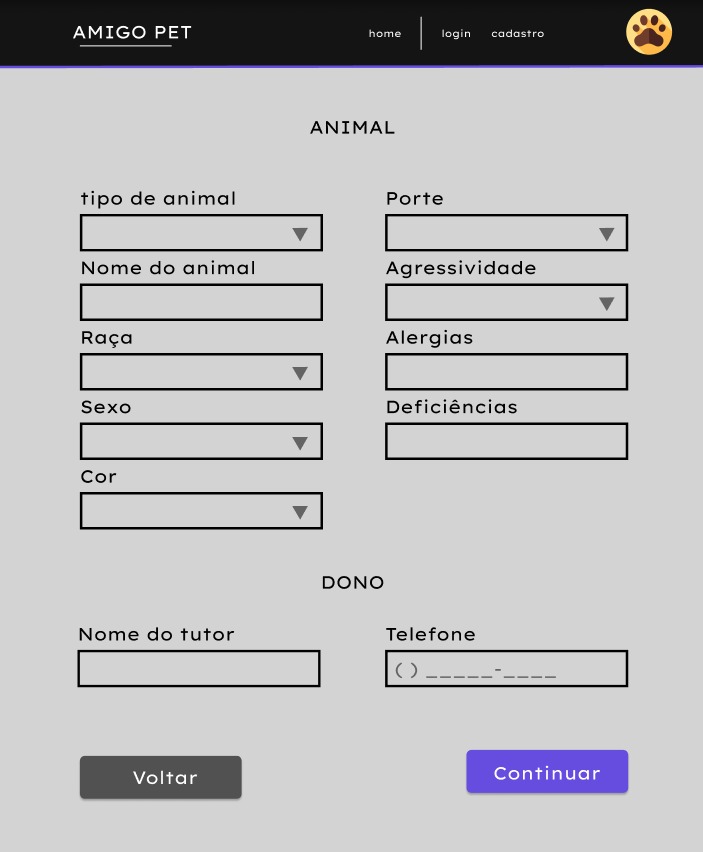 AMIGO PET
home
login
cadastro
ANIMAL
tipo de animal
Porte
Nome do animal
Agressividade
Raça
Alergias
Sexo
Deficiências
Cor
DONO
Nome do tutor
Telefone
( ) _____-____
Voltar
Continuar